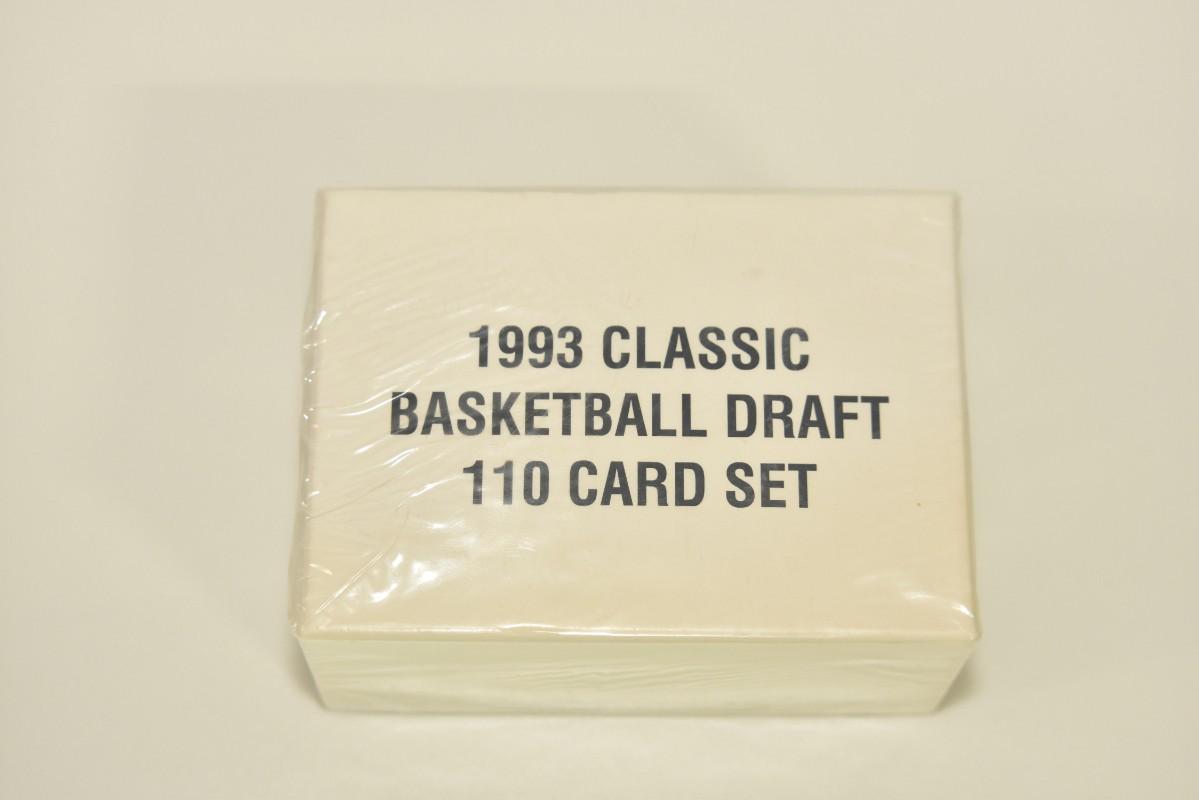 1993 CLASSIC
BASKETBALL DRAFT
110 CARD SET